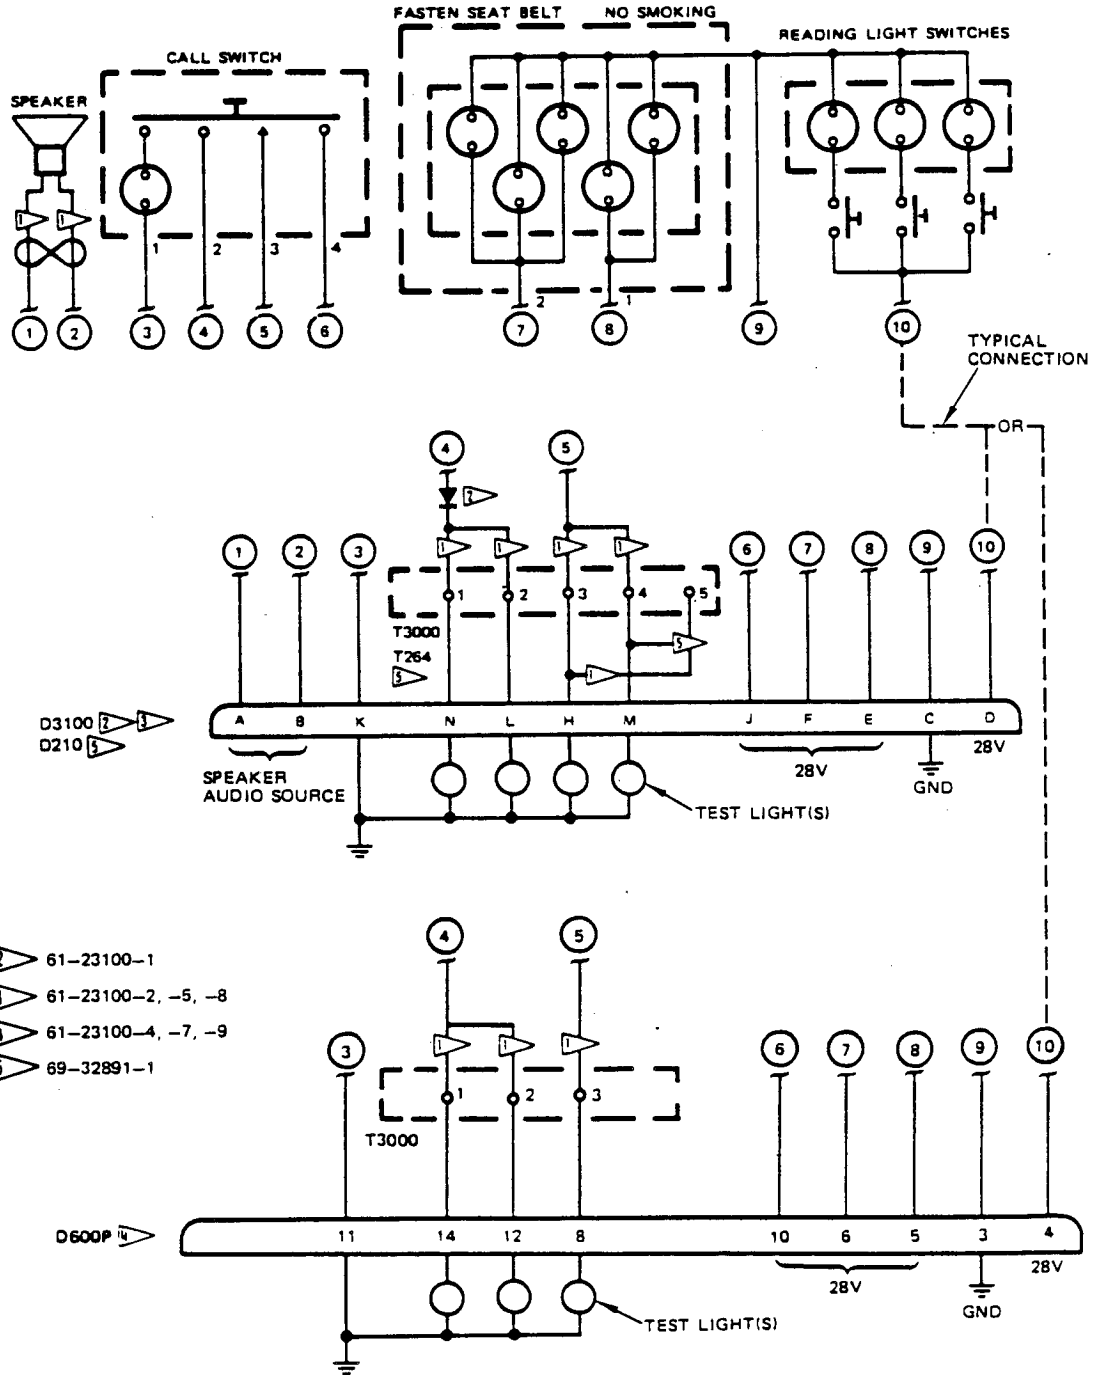 FASTEN SEAT BELT NO SMOKING
READING LIGHT SWITCHES
CALL SWITCH
SPEAKER
1 1
1 2 3 4
2 1
1 2 3 4 5 6 7 8 9 10
TYPICAL
CONNECTION
OR
4 5
2
1 2 3 6 7 8 9 10
1 1 1 1
1 2 3 4 5
T3000
T264
5
5
1
D3100 2 3
D210 5
A B K N L H M J F E C D
SPEAKER
AUDIO SOURCE
28V
GND
28V
TEST LIGHT(S)
4 5
61-23100-1
61-23100-2, -5, -8
61-23100-4, -7, -9
69-32891-1
3 6 7 8 9 10
1 1 1
1 2 3
T3000
D600P 4
11 14 12 8 10 6 5 3 4
28V
GND
28V
TEST LIGHT(S)